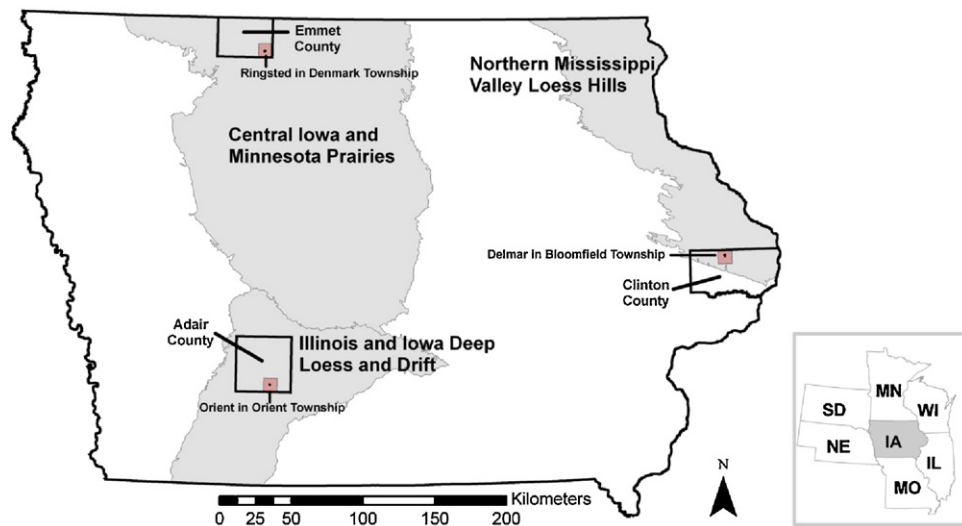 Emmet
County
Ringsted in Denmark Township
Northern Mississippi
Valley Loess Hills
Central Iowa and
Minnesota Prairies
Delmar in Bloomfield Township
Clinton
County
Adair
County
Illinois and Iowa Deep
Loess and Drift
Orient in Orient Township
Kilometers
0 25 50 100 150 200
N
MN
SD
WI
NE
IA
IL
MO